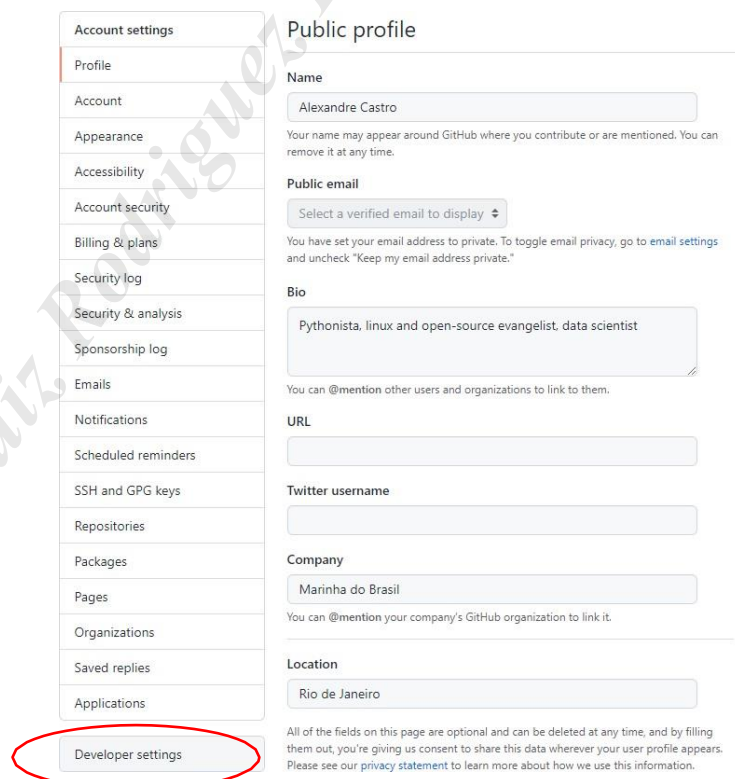 Account settings
Profile
Account
Appearance
Accessibility
Account security
Billing & plans
Security log
Security & analysis
Sponsorship log
Emails
Notifications
Scheduled reminders
SSH and GPG keys
Repositories
Packages
Pages
Organizations
Saved replies
Applications
Developer settings
Public profile
Name
Alexandre Castro
Your name may appear around GitHub where you contribute or are mentioned. You can
remove it at any time.
Public email
Select a verified email to display
You have set your email address to private. To toggle email privacy, go to email settings
and uncheck "Keep my email address private."
Bio
Pythonista, linux and open-source evangelist, data scientist
You can @mention other users and organizations to link to them.
URL
Twitter username
Company
Marinha do Brasil
You can @mention your company's GitHub organization to link it.
Location
Rio de Janeiro
All of the fields on this page are optional and can be deleted at any time, and by filling
them out, you're giving us consent to share this data wherever your user profile appears.
Please see our privacy statement to learn more about how we use this information.
Rodriguez